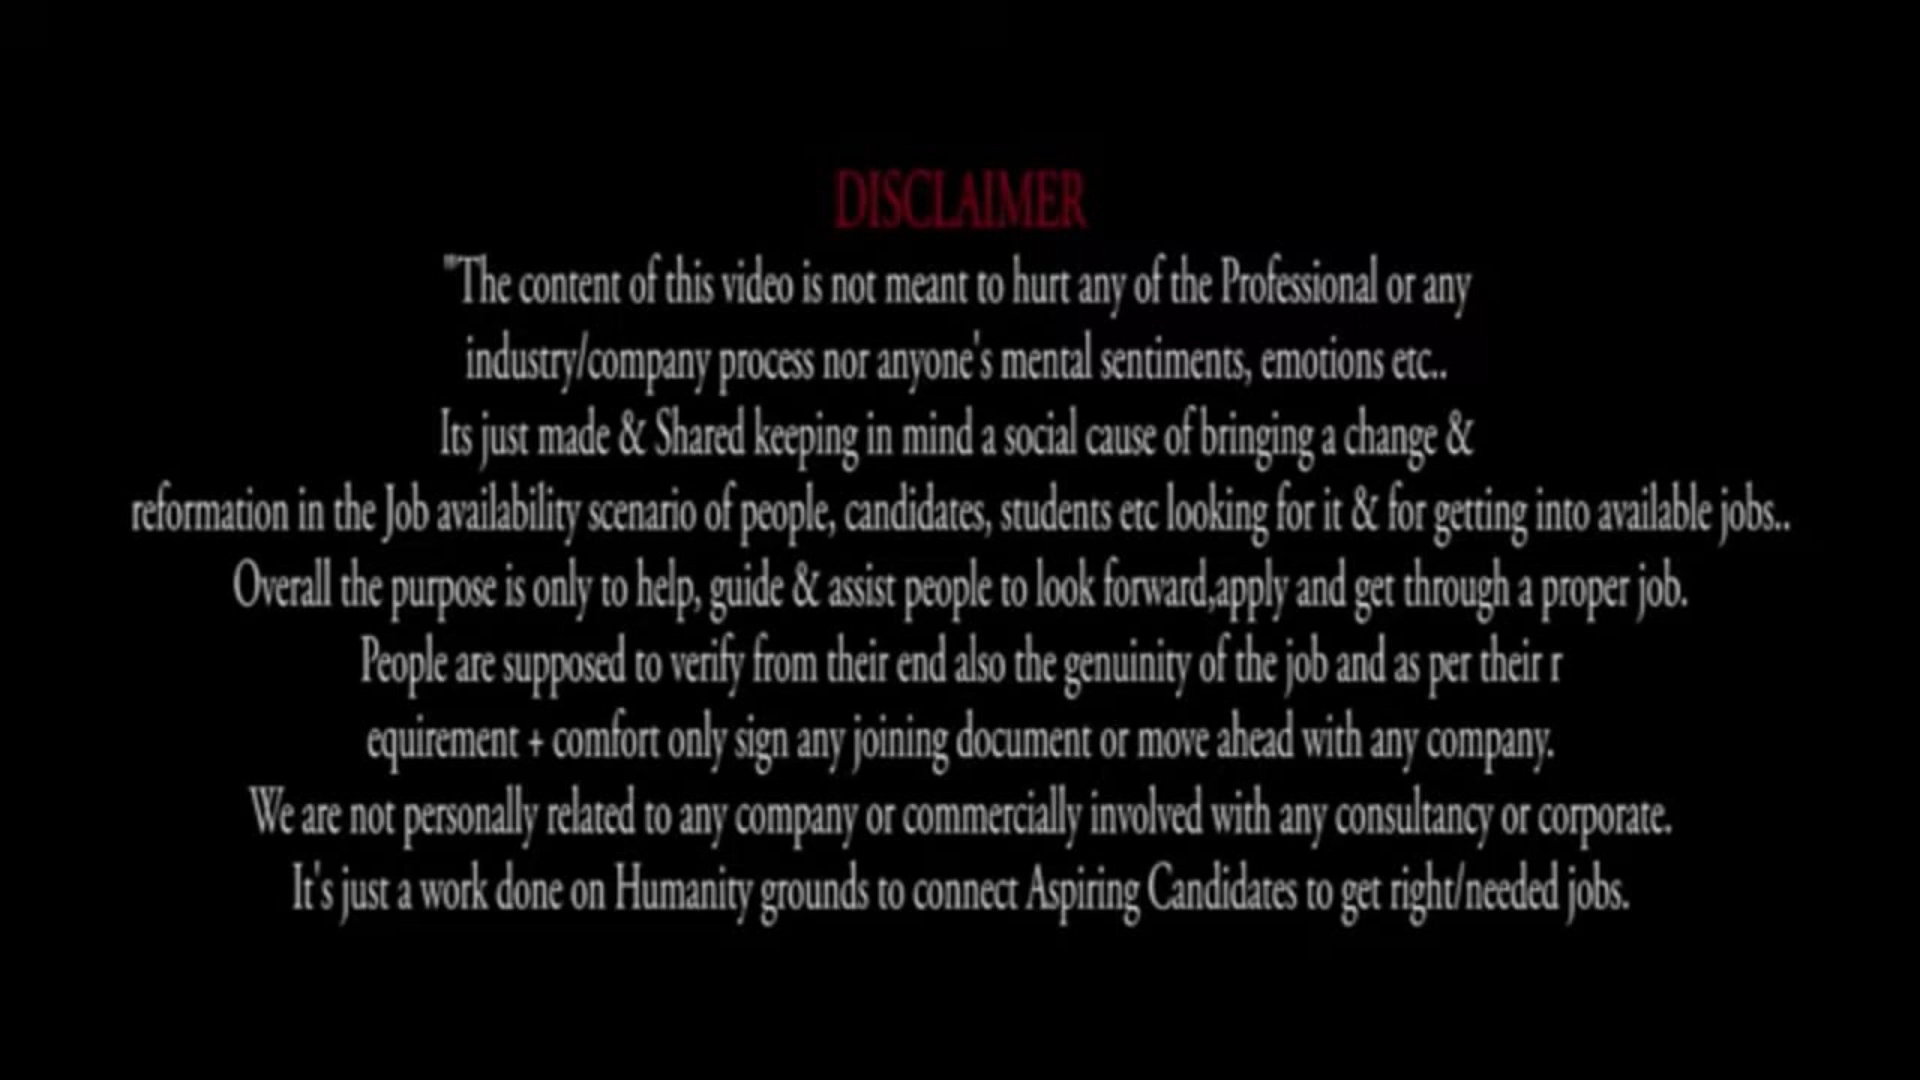 DISCLAIMER
"The content of this video is not meant to hurt any of the Professional or any
industry/company process nor anyone's mental sentiments, emotions etc..
Its just made & Shared keeping in mind a social cause of bringing a change &
reformation in the Job availability scenario of people, candidates, students etc looking for it & for getting into available jobs..
Overall the purpose is only to help, guide & assist people to look forward,apply and get through a proper job.
People are supposed to verify from their end also the genuinity of the job and as per their r
equirement + comfort only sign any joining document or move ahead with any company.
We are not personally related to any company or commercially involved with any consultancy or corporate.
It's just a work done on Humanity grounds to connect Aspiring Candidates to get right/needed jobs.